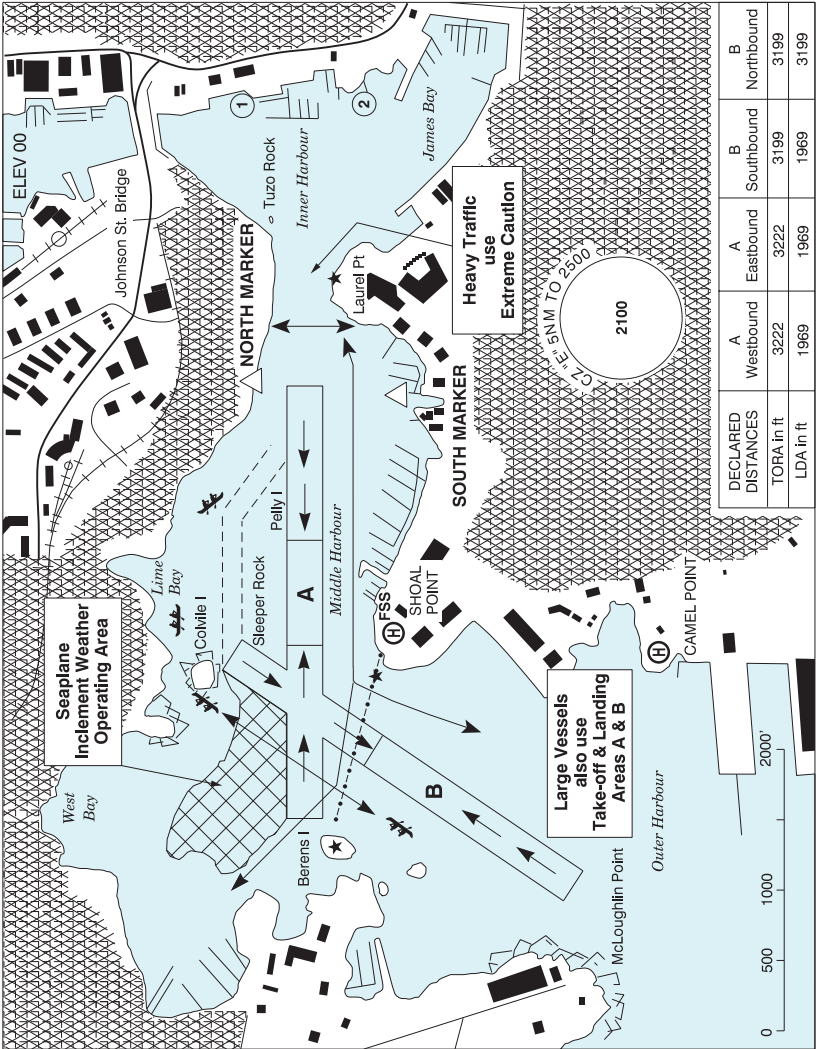 ELEV 00
Johnson St. Bridge
1
2
Tuzo Rock
Inner Harbour
James Bay
NORTH MARKER
Laurel Pt
Heavy Traffic
use
Extreme Caution
CZ "E" 5NM TO 2500
2100
SOUTH MARKER
Pelly I
A
Middle Harbour
Lime
Bay
Colvile I
Sleeper Rock
Seaplane
Inclement Weather
Operating Area
H
FSS
SHOAL
POINT
H
CAMEL POINT
West
Bay
Berens I
B
Large Vessels
also use
Take-off & Landing
Areas A & B
Outer Harbour
McLoughlin Point
0 500 1000 2000'
DECLARED DISTANCES A Westbound A Eastbound B Southbound B Northbound
TORA in ft 3222 3222 3199 3199
LDA in ft 1969 1969 1969 3199